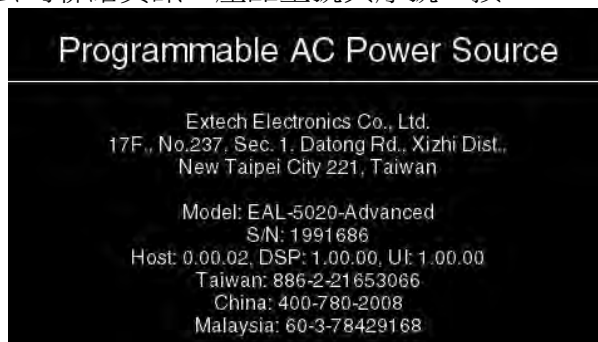 Programmable AC Power Source
Extech Electronics Co., Ltd.
17F., No.237, Sec. 1, Datong Rd., Xizhi Dist.,
New Taipei City 221, Taiwan
Model: EAL-5020-Advanced
S/N: 1991686
Host: 0.00.02, DSP: 1.00.00, UI: 1.00.00
Taiwan: 886-2-21653066
China: 400-780-2008
Malaysia: 60-3-78429168